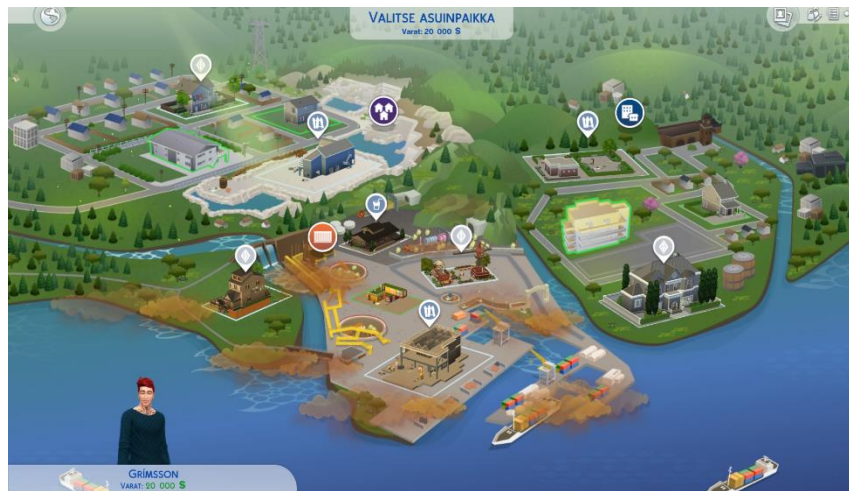 VALITSE ASUINPAIKKA
Varat: 20 000 $
GRÍMSSON
VARAT: 20 000 $